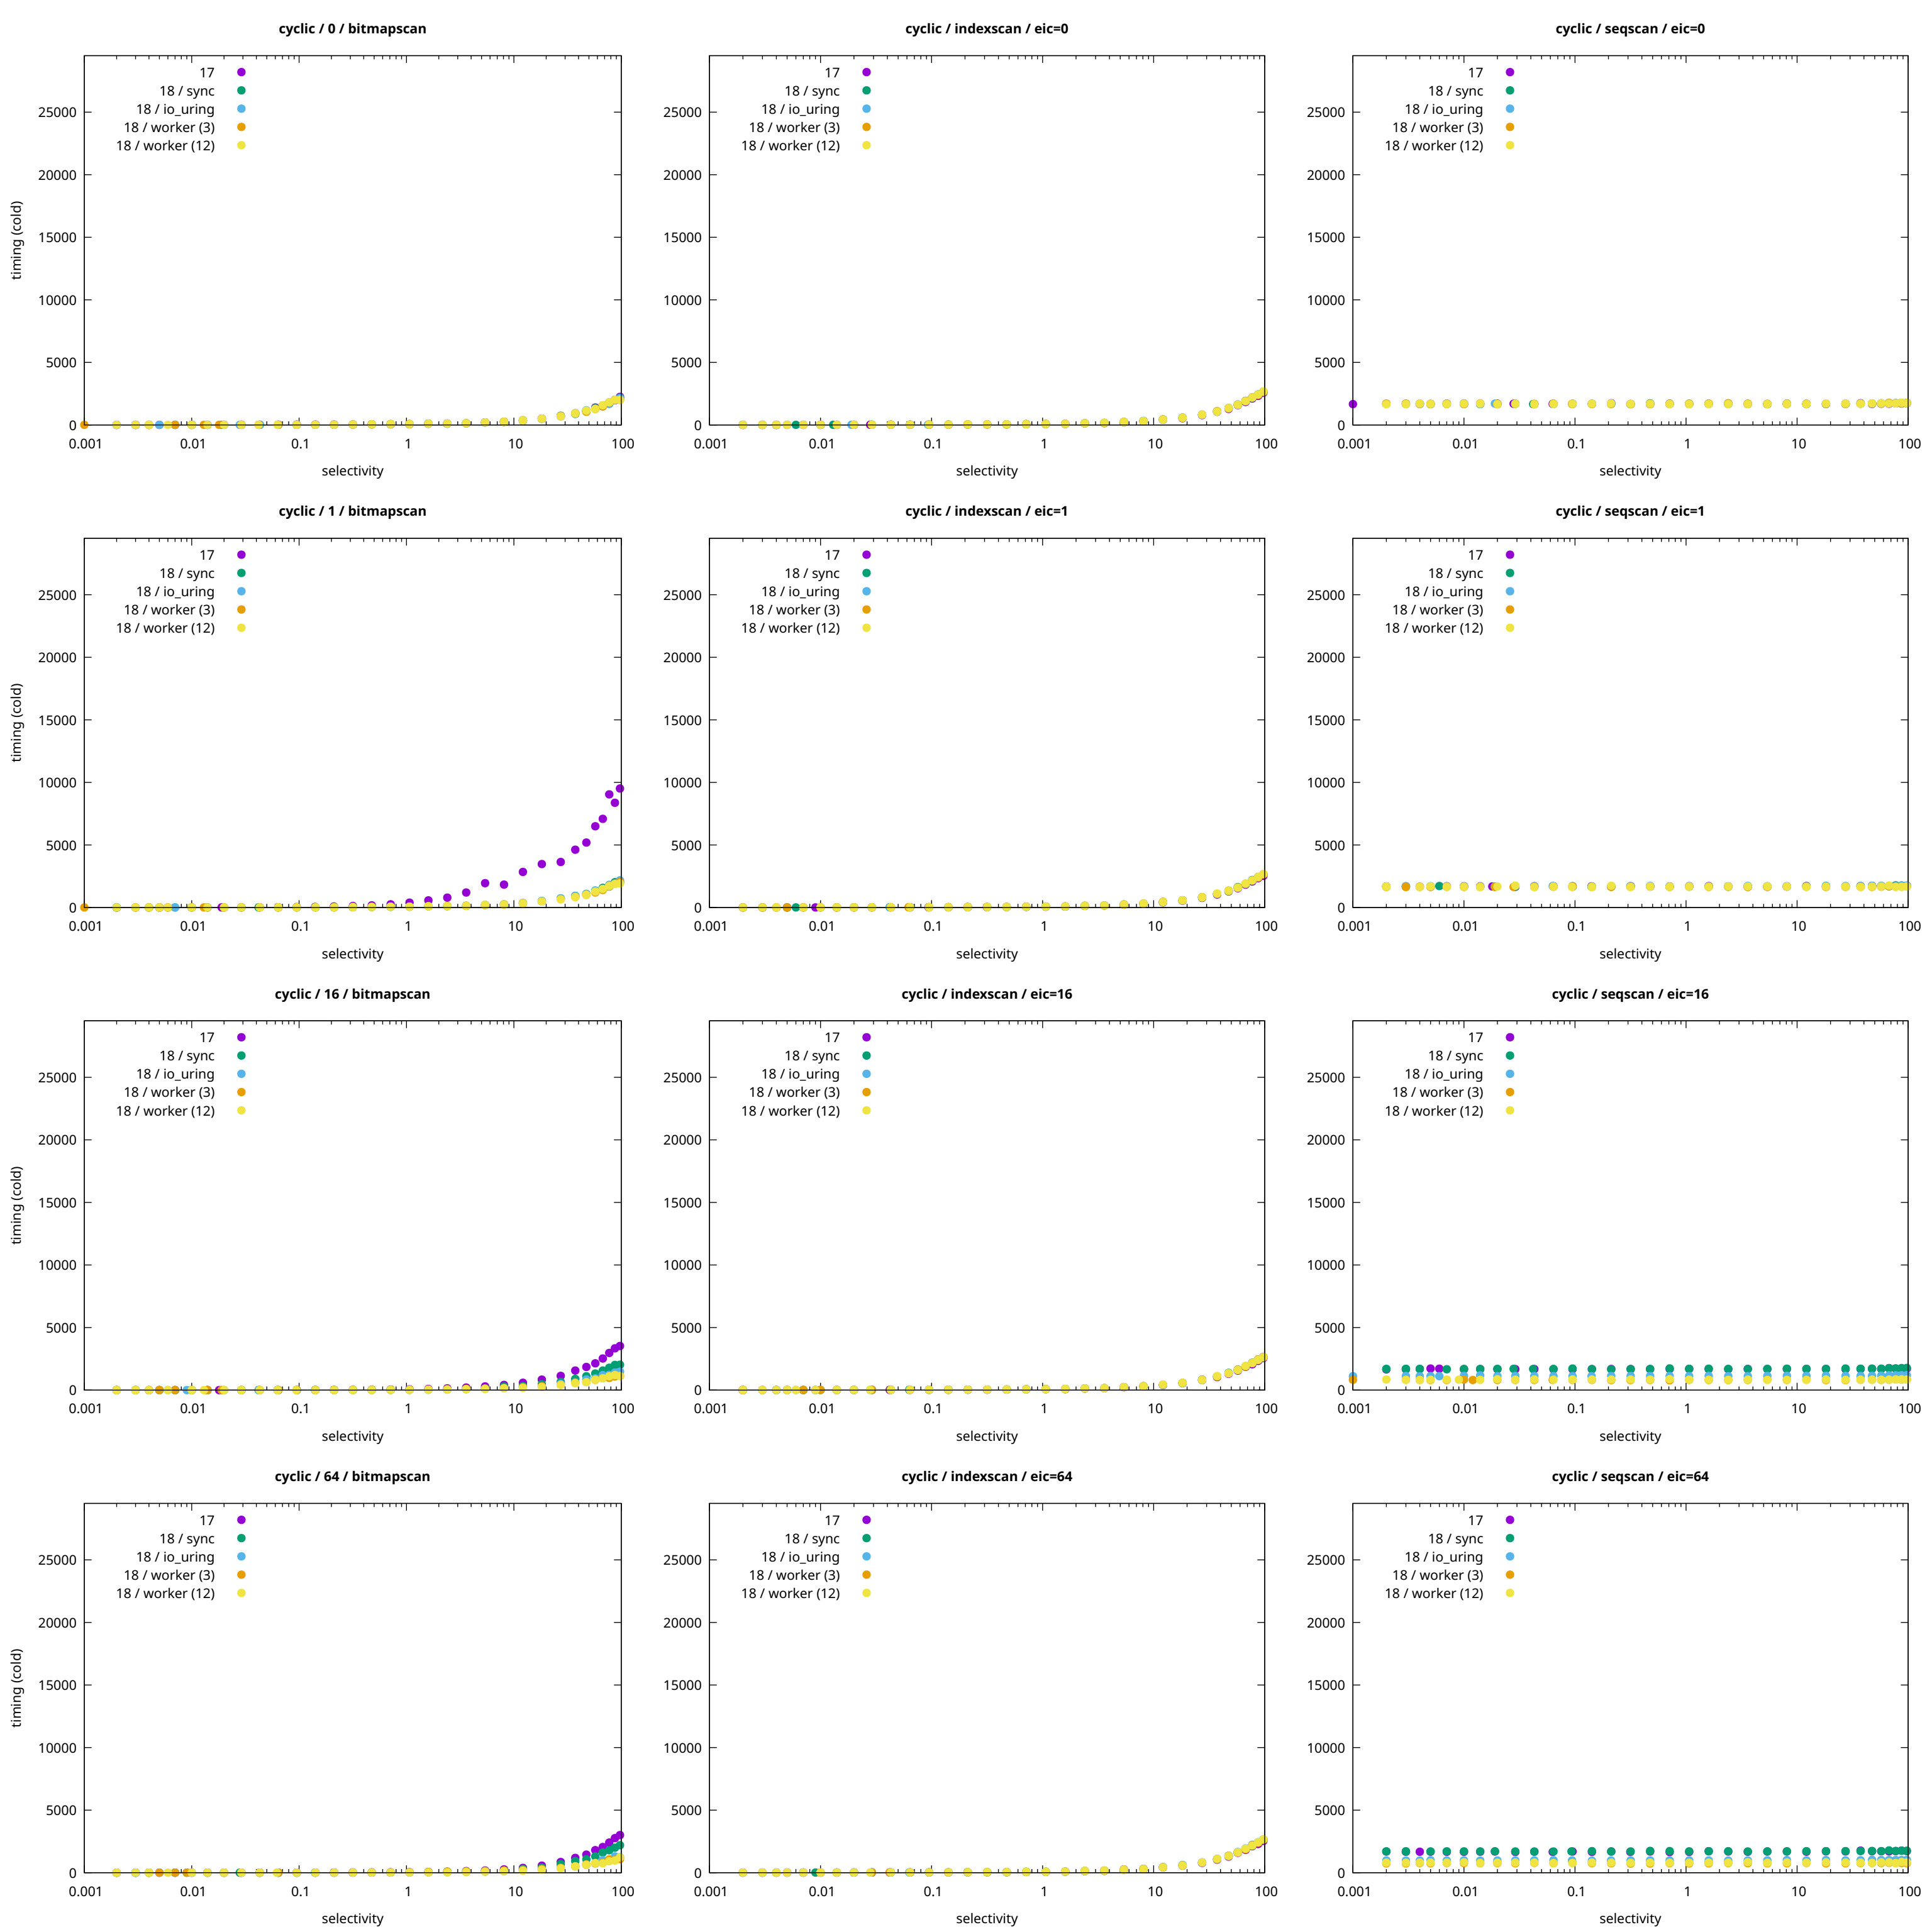 cyclic / 0 / bitmapscan
timing (cold)
25000
20000
15000
10000
5000
0
17
18 / sync
18 / io_uring
18 / worker (3)
18 / worker (12)
0.001 0.01 0.1 1 10 100
selectivity
cyclic / indexscan / eic=0
25000
20000
15000
10000
5000
0
17
18 / sync
18 / io_uring
18 / worker (3)
18 / worker (12)
0.001 0.01 0.1 1 10 100
selectivity
cyclic / seqscan / eic=0
25000
20000
15000
10000
5000
0
17
18 / sync
18 / io_uring
18 / worker (3)
18 / worker (12)
0.001 0.01 0.1 1 10 100
selectivity
cyclic / 1 / bitmapscan
timing (cold)
25000
20000
15000
10000
5000
0
17
18 / sync
18 / io_uring
18 / worker (3)
18 / worker (12)
0.001 0.01 0.1 1 10 100
selectivity
cyclic / indexscan / eic=1
25000
20000
15000
10000
5000
0
17
18 / sync
18 / io_uring
18 / worker (3)
18 / worker (12)
0.001 0.01 0.1 1 10 100
selectivity
cyclic / seqscan / eic=1
25000
20000
15000
10000
5000
0
17
18 / sync
18 / io_uring
18 / worker (3)
18 / worker (12)
0.001 0.01 0.1 1 10 100
selectivity
cyclic / 16 / bitmapscan
timing (cold)
25000
20000
15000
10000
5000
0
17
18 / sync
18 / io_uring
18 / worker (3)
18 / worker (12)
0.001 0.01 0.1 1 10 100
selectivity
cyclic / indexscan / eic=16
25000
20000
15000
10000
5000
0
17
18 / sync
18 / io_uring
18 / worker (3)
18 / worker (12)
0.001 0.01 0.1 1 10 100
selectivity
cyclic / seqscan / eic=16
25000
20000
15000
10000
5000
0
17
18 / sync
18 / io_uring
18 / worker (3)
18 / worker (12)
0.001 0.01 0.1 1 10 100
selectivity
cyclic / 64 / bitmapscan
timing (cold)
25000
20000
15000
10000
5000
0
17
18 / sync
18 / io_uring
18 / worker (3)
18 / worker (12)
0.001 0.01 0.1 1 10 100
selectivity
cyclic / indexscan / eic=64
25000
20000
15000
10000
5000
0
17
18 / sync
18 / io_uring
18 / worker (3)
18 / worker (12)
0.001 0.01 0.1 1 10 100
selectivity
cyclic / seqscan / eic=64
25000
20000
15000
10000
5000
0
17
18 / sync
18 / io_uring
18 / worker (3)
18 / worker (12)
0.001 0.01 0.1 1 10 100
selectivity